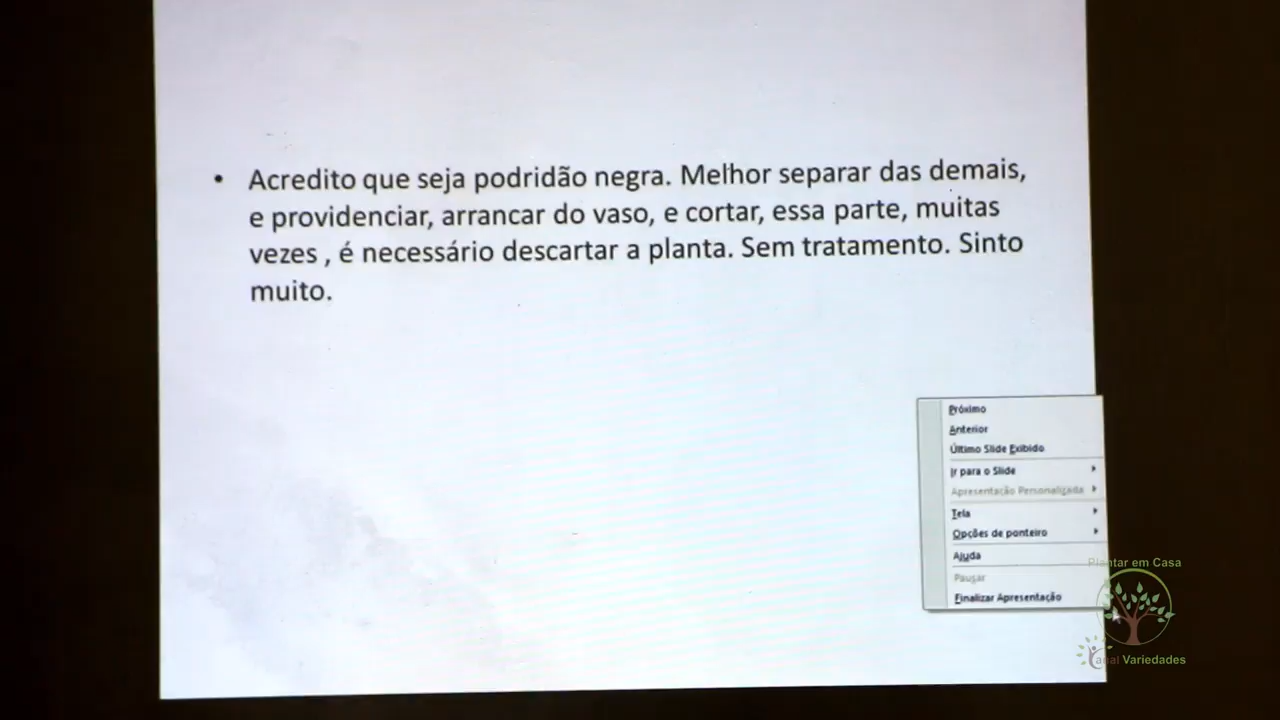 • Acredito que seja podridão negra. Melhor separar das demais,
e providenciar, arrancar do vaso, e cortar, essa parte, muitas
vezes , é necessário descartar a planta. Sem tratamento. Sinto
muito.
Próximo
Anterior
Último Slide Exibido
Ir para o Slide
Apresentação Personalizada
Tela
Opções de ponteiro
Ajuda
Pausar
Finalizar Apresentação
Plantar em Casa
Canal Variedades